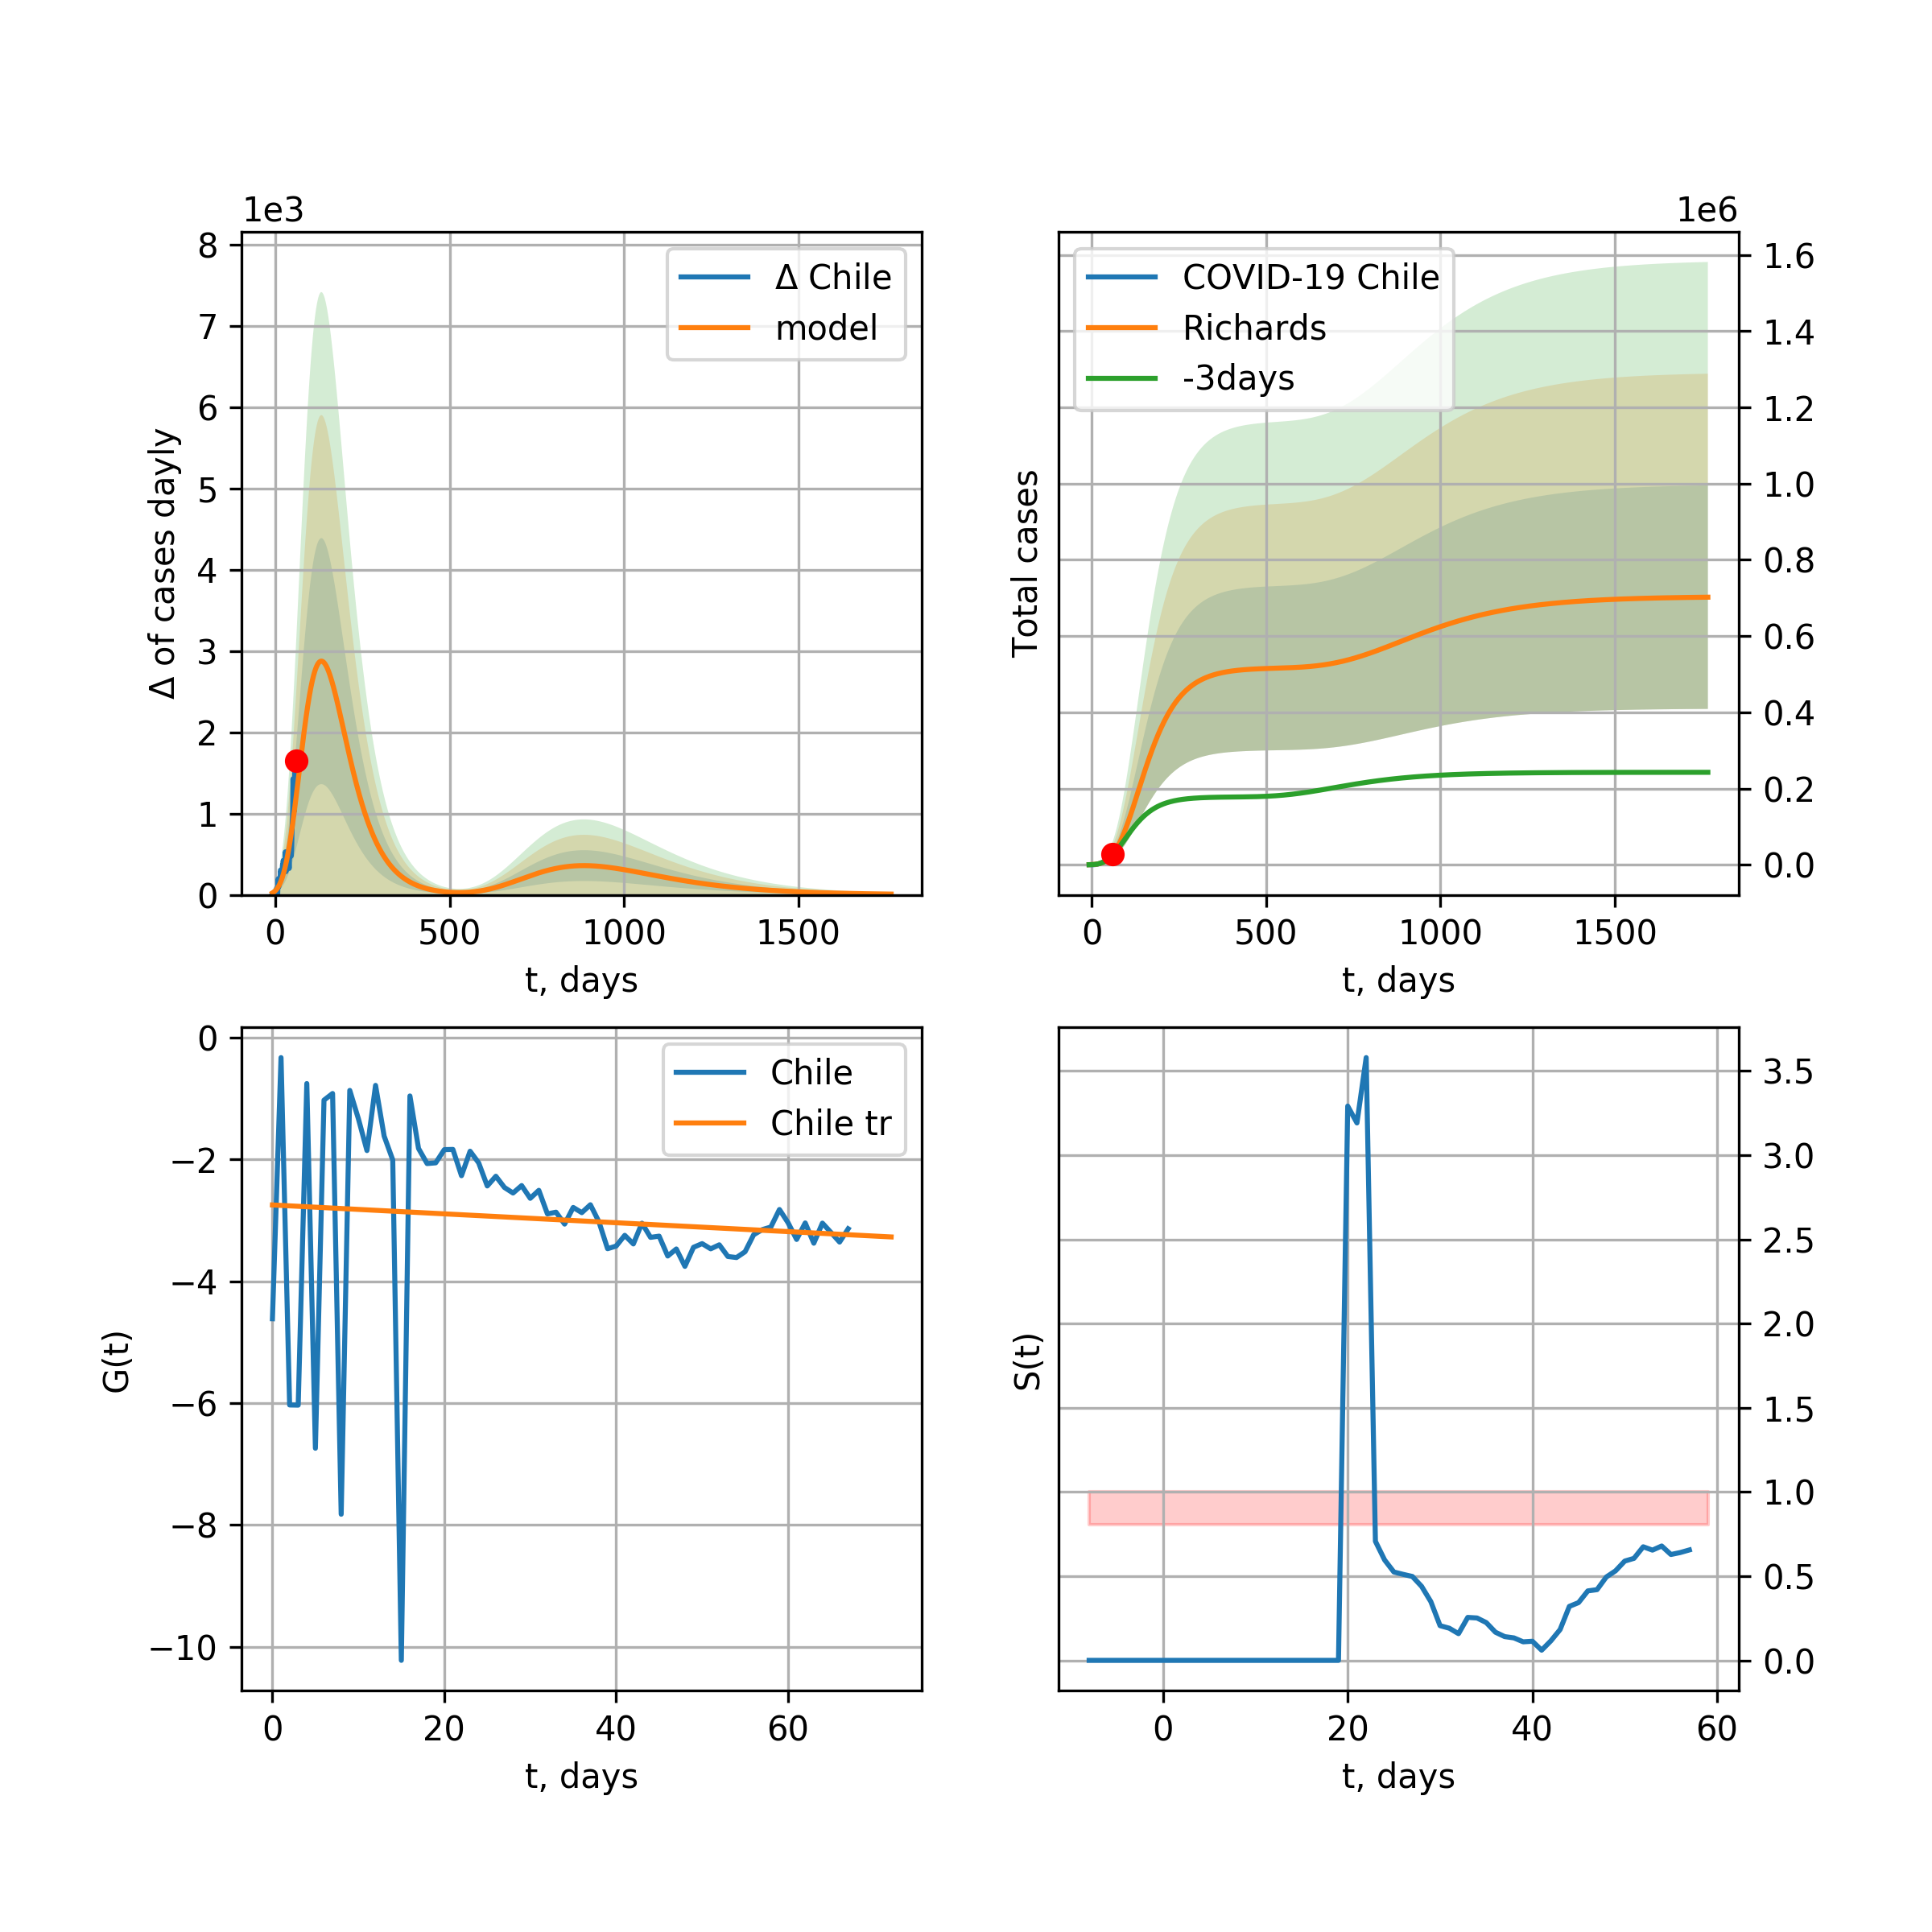 1e3
8
7
6
5
4
3
2
1
0
Δ of cases dayly
Δ Chile
model
0 500 1000 1500
t, days
1e6
COVID-19 Chile
Richards
-3days
Total cases
1.6
1.4
1.2
1.0
0.8
0.6
0.4
0.2
0.0
0 500 1000 1500
t, days
0
−2
−4
−6
−8
−10
G(t)
Chile
Chile tr
0 20 40 60
t, days
S(t)
3.5
3.0
2.5
2.0
1.5
1.0
0.5
0.0
0 20 40 60
t, days